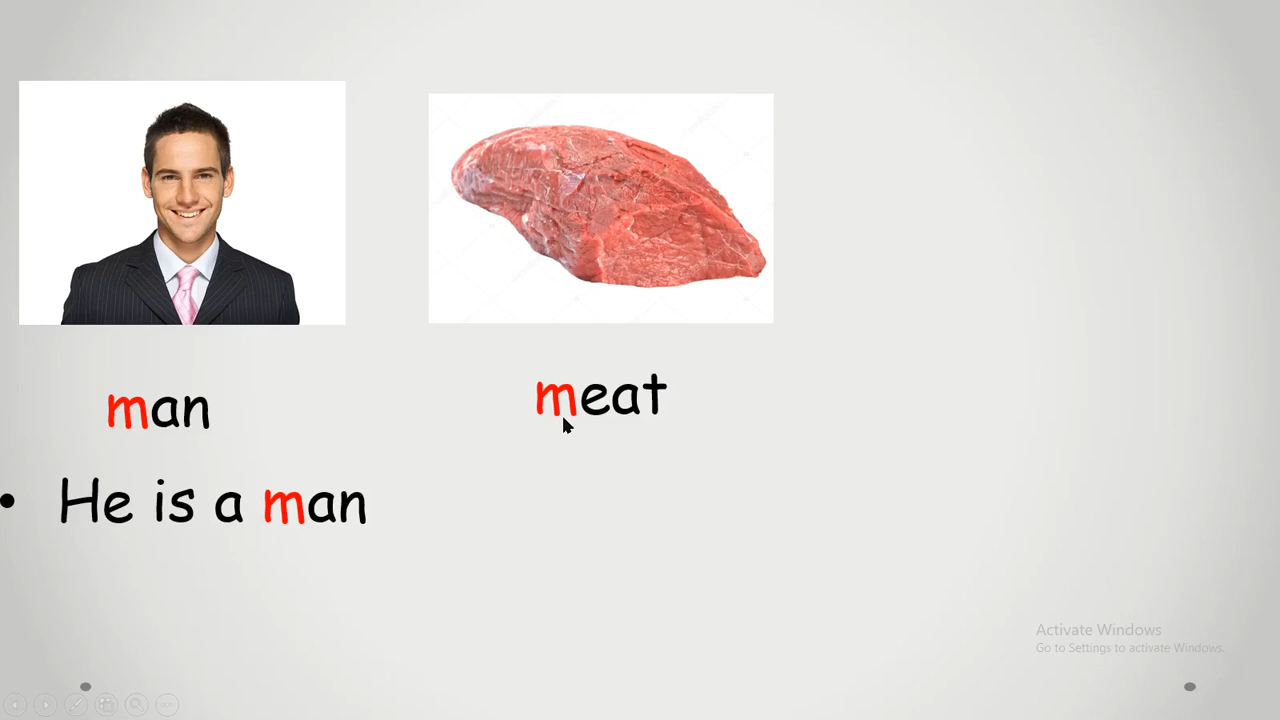 man
meat
• He is a man
Activate Windows
Go to Settings to activate Windows.